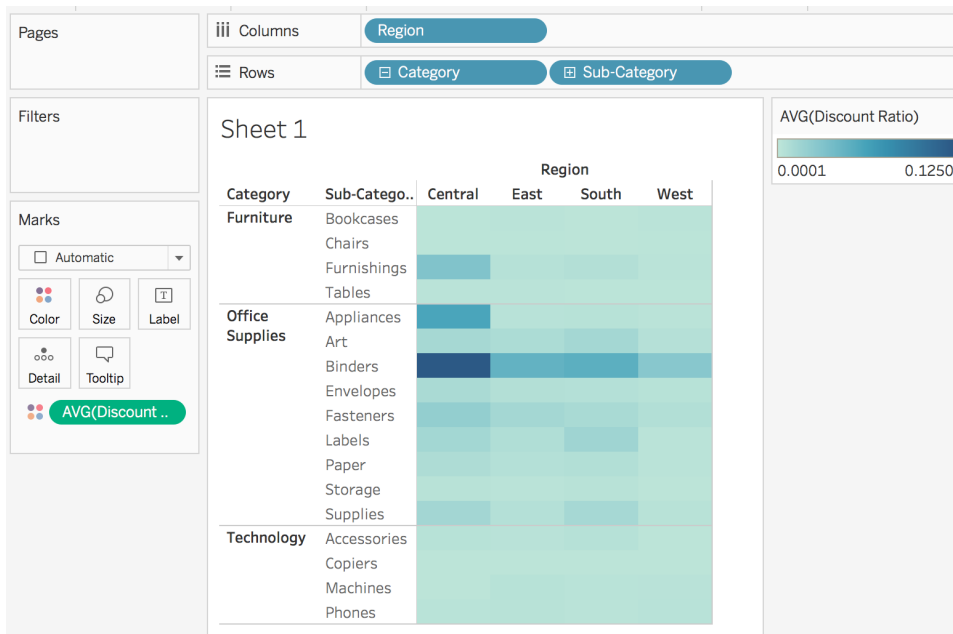 Pages
Columns
Region
Rows
Category
Sub-Category
Filters
Marks
Automatic
Color
Size
Label
T
Detail
Tooltip
AVG(Discount ..
Sheet 1
Region
Category Sub-Catego.. Central East South West
Furniture Bookcases
Chairs
Furnishings
Tables
Office Supplies Appliances
Art
Binders
Envelopes
Fasteners
Labels
Paper
Storage
Supplies
Technology Accessories
Copiers
Machines
Phones
AVG(Discount Ratio)
0.0001 0.1250